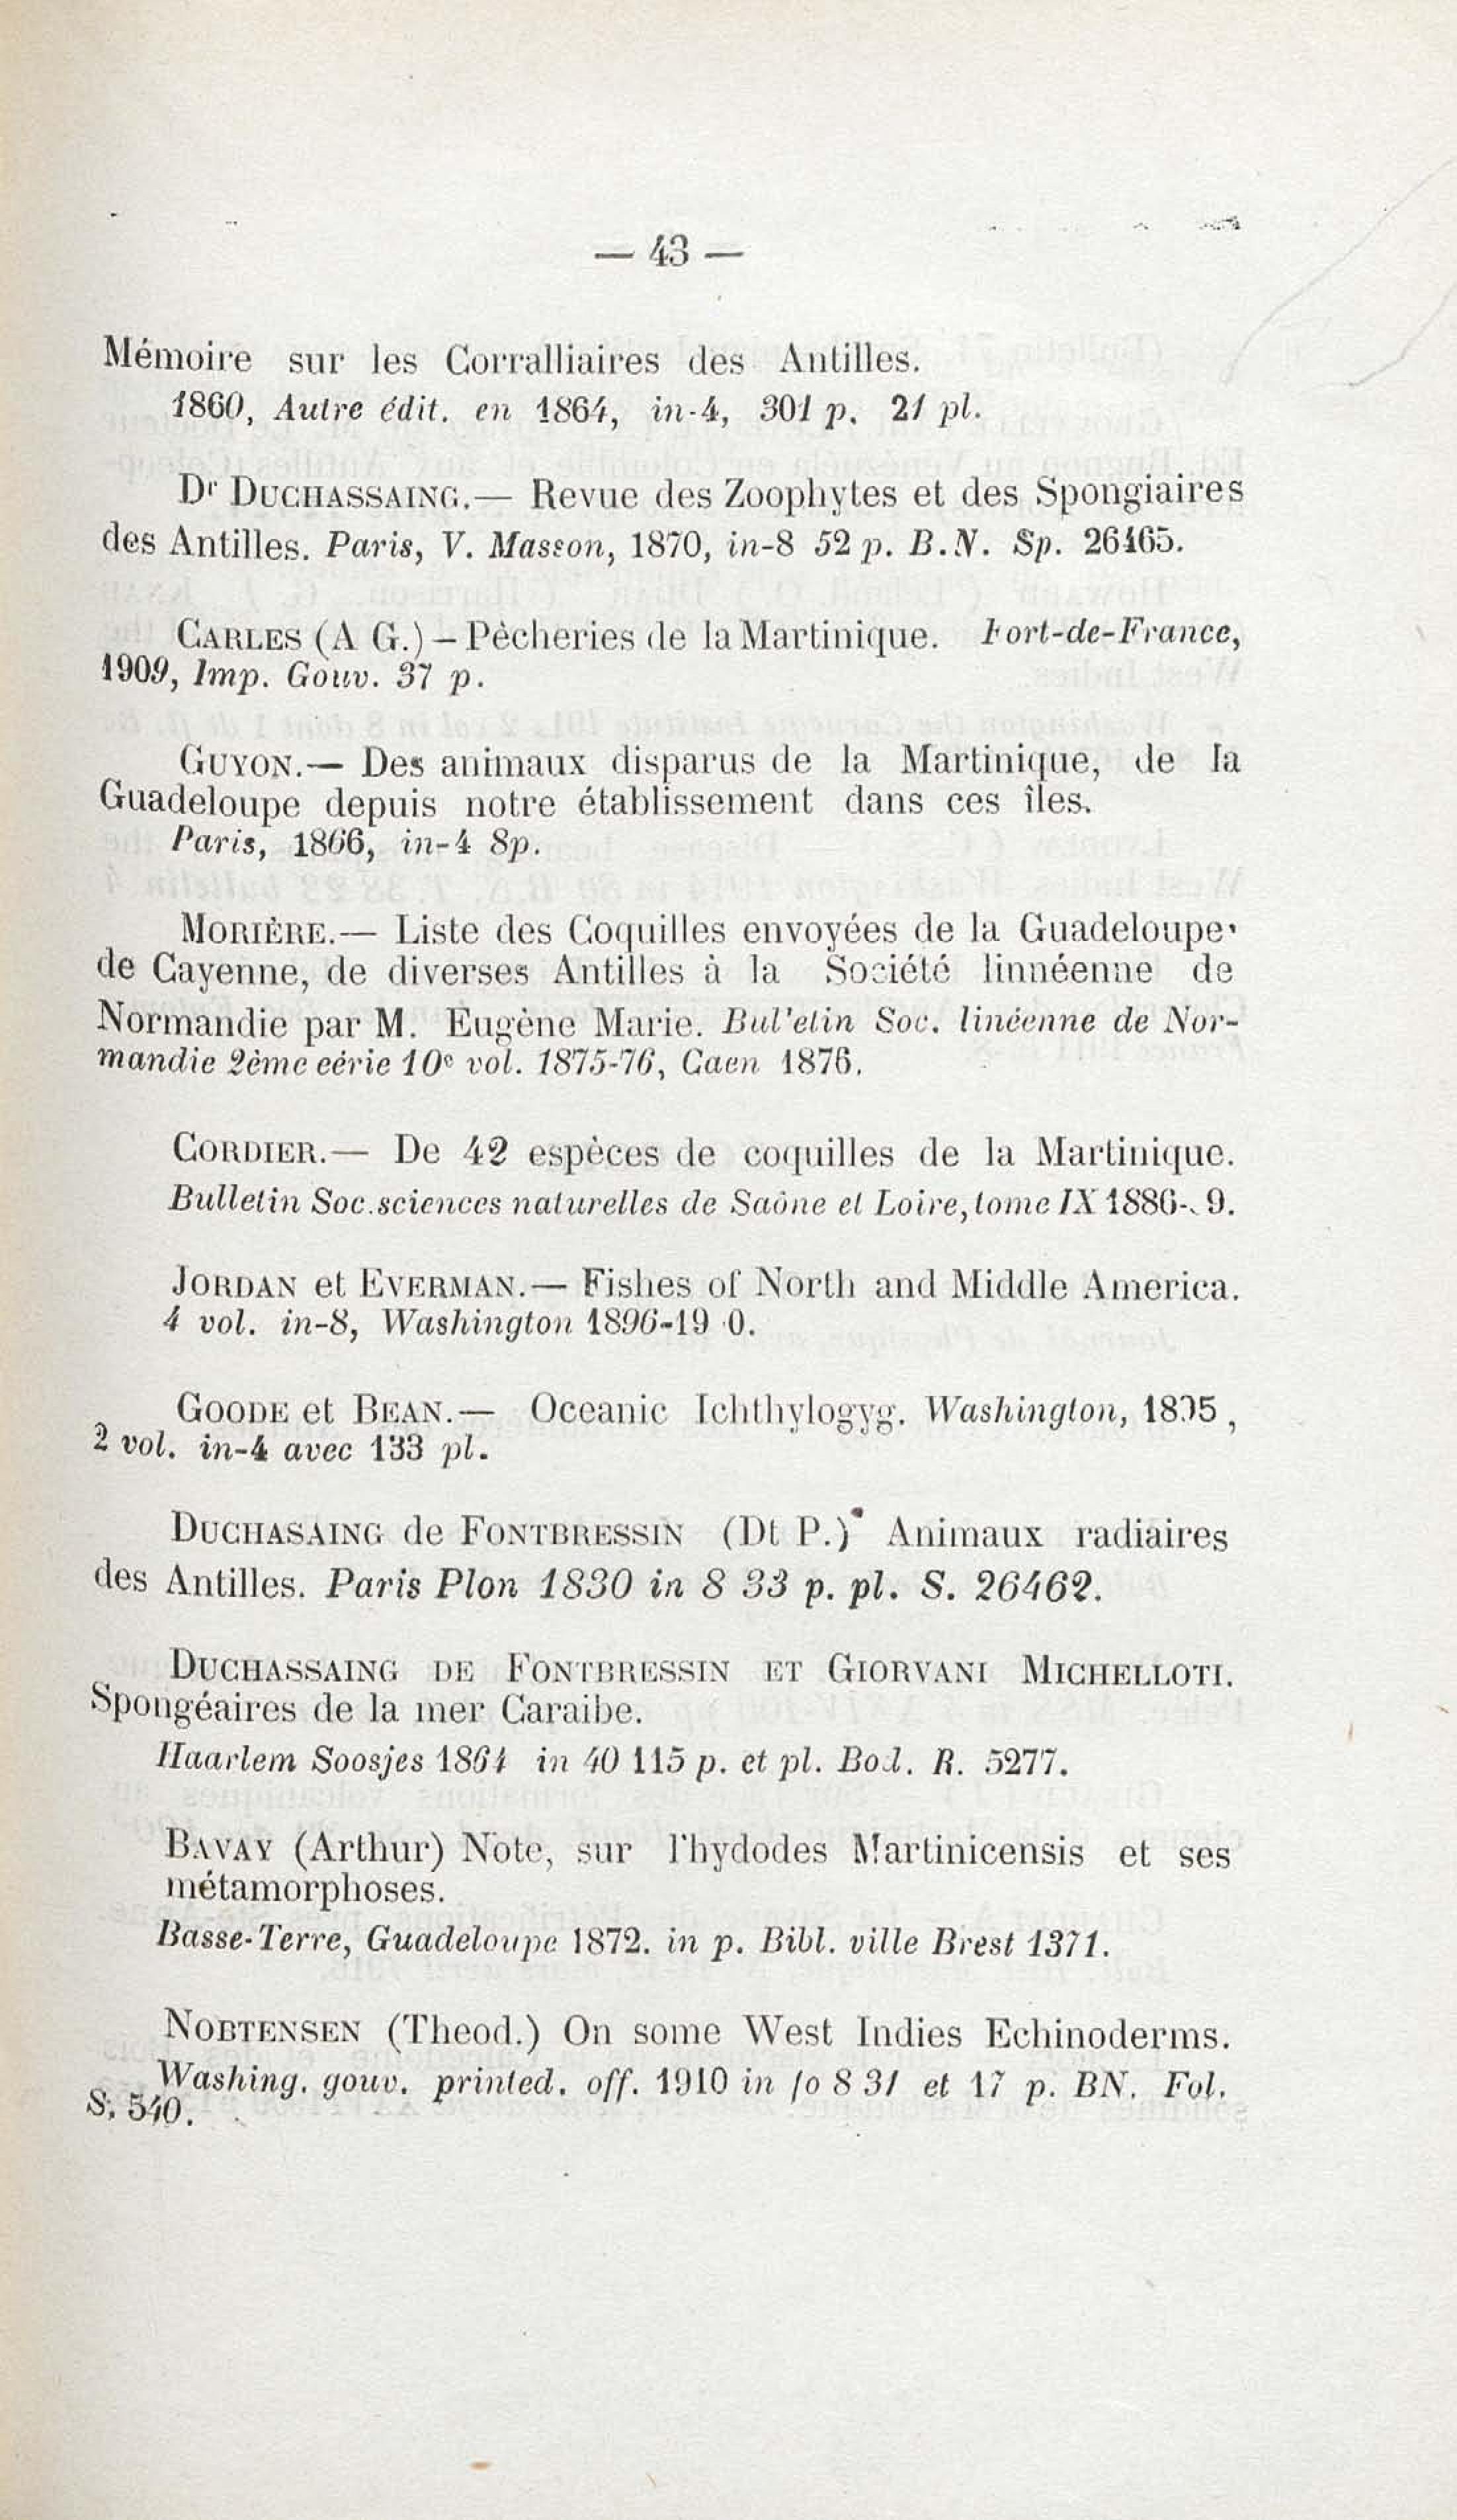 — 43 —
Mémoire sur les Corralliaires des Antilles.
1860, Autre édit. en 1864, in-4, 301 p. 21 pl.
Dr DUCHASSAING.— Revue des Zoophytes et des Spongiaires
des Antilles. Paris, V. Masson, 1870, in-8 52 p. B.N. Sp. 26165.
CARLES (A G.) – Pêcheries de la Martinique. Fort-de-France,
1909, Imp. Gouv. 37 p.
GUYON.— Des animaux disparus de la Martinique, de la
Guadeloupe depuis notre établissement dans ces îles.
Paris, 1866, in-4 8p.
MORIÈRE.— Liste des Coquilles envoyées de la Guadeloupe,
de Cayenne, de diverses Antilles à la Société linnéenne de
Normandie par M. Eugène Marie. Bul'etin Soc. linéenne de Nor-
mandie 2ème eérie 10e vol. 1875-76, Caen 1876.
CORDIER.— De 42 espèces de coquilles de la Martinique.
Bulletin Soc.sciences naturelles de Saône et Loire, tome IX 1886-. 9.
JORDAN et EVERMAN.— Fishes of North and Middle America.
4 vol. in-8, Washington 1896-19 0.
GOODE et BEAN.— Oceanic Ichthylogyg. Washington, 1895,
2 vol. in-4 avec 133 pl.
DUCHASAING de FONTBRESSIN (Dt P.) Animaux radiaires
des Antilles. Paris Plon 1830 in 8 33 p. pl. S. 26462.
DUCHASSAING DE FONTBRESSIN ET GIORVANI MICHELLOTI.
Spongéaires de la mer Caraibe.
Haarlem Soosjes 1864 in 40 115 p. et pl. Bod. R. 5277.
BAVAY (Arthur) Note, sur l'hydodes Martinicensis et ses
métamorphoses.
Basse-Terre, Guadeloupe 1872. in p. Bibl. ville Brest 1371.
NOBTENSEN (Theod.) On some West Indies Echinoderms.
Washing. gouv. printed. off. 1910 in fo 8 31 et 17 p. BN. Fol.
S. 540.